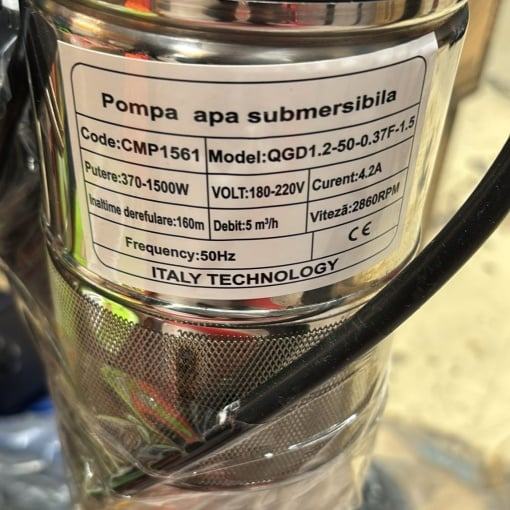 Pompa apa submersibila
Code:CMP1561 Model:QGD1.2-50-0.37F-1.5
Putere:370-1500W VOLT:180-220V Curent:4.2A
Inaltime derefulare:160m Debit:5 m³/h Viteză:2860RPM
Frequency:50Hz CE
ITALY TECHNOLOGY